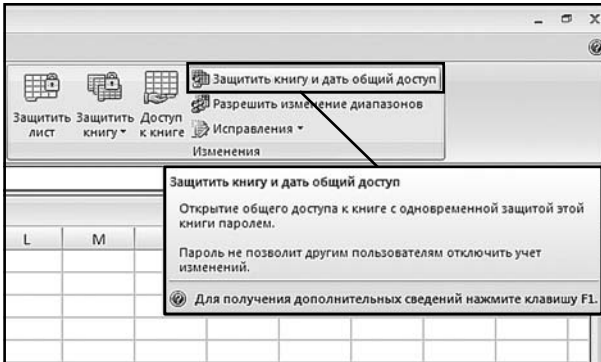 Защитить книгу и дать общий доступ
Разрешить изменение диапазонов
Защитить лист
Защитить книгу
Доступ к книге
Исправления
Изменения
Защитить книгу и дать общий доступ
Открытие общего доступа к книге с одновременной защитой этой
книги паролем.
Пароль не позволит другим пользователям отключить учет
изменений.
Для получения дополнительных сведений нажмите клавишу F1.
L M